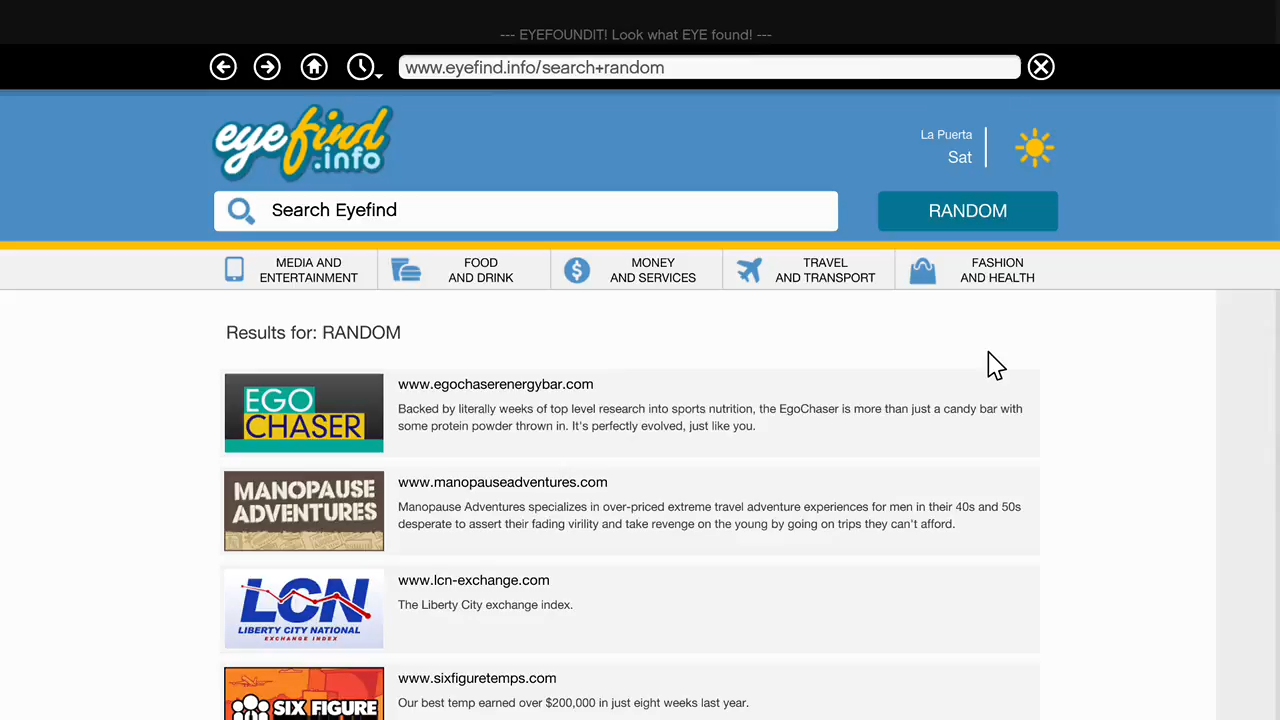 --- EYEFOUNDIT! Look what EYE found! ---
www.eyefind.info/search+random
eyefind
.info
La Puerta
Sat
Search Eyefind
RANDOM
MEDIA AND
ENTERTAINMENT
FOOD
AND DRINK
MONEY
AND SERVICES
TRAVEL
AND TRANSPORT
FASHION
AND HEALTH
Results for: RANDOM
EGO
CHASER
www.egochaserenergybar.com
Backed by literally weeks of top level research into sports nutrition, the EgoChaser is more than just a candy bar with
some protein powder thrown in. It's perfectly evolved, just like you.
MANOPAUSE
ADVENTURES
www.manopauseadventures.com
Manopause Adventures specializes in over-priced extreme travel adventure experiences for men in their 40s and 50s
desperate to assert their fading virility and take revenge on the young by going on trips they can't afford.
LCN
LIBERTY CITY NATIONAL
EXCHANGE INDEX
www.lcn-exchange.com
The Liberty City exchange index.
SIX FIGURE
www.sixfiguretemps.com
Our best temp earned over $200,000 in just eight weeks last year.